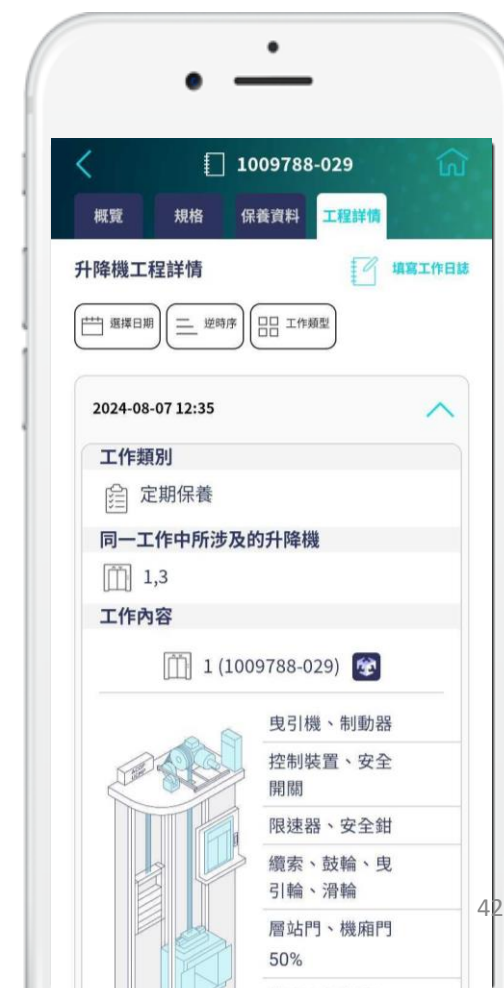 1009788-029
概覽
規格
保養資料
工程詳情
升降機工程詳情
填寫工作日誌
選擇日期
逆時序
工作類型
2024-08-07 12:35
工作類別
定期保養
同一工作中所涉及的升降機
1,3
工作內容
1 (1009788-029)
曳引機、制動器
控制裝置、安全
開關
限速器、安全鉗
纜索、鼓輪、曳
引輪、滑輪
層站門、機廂門
50%
42